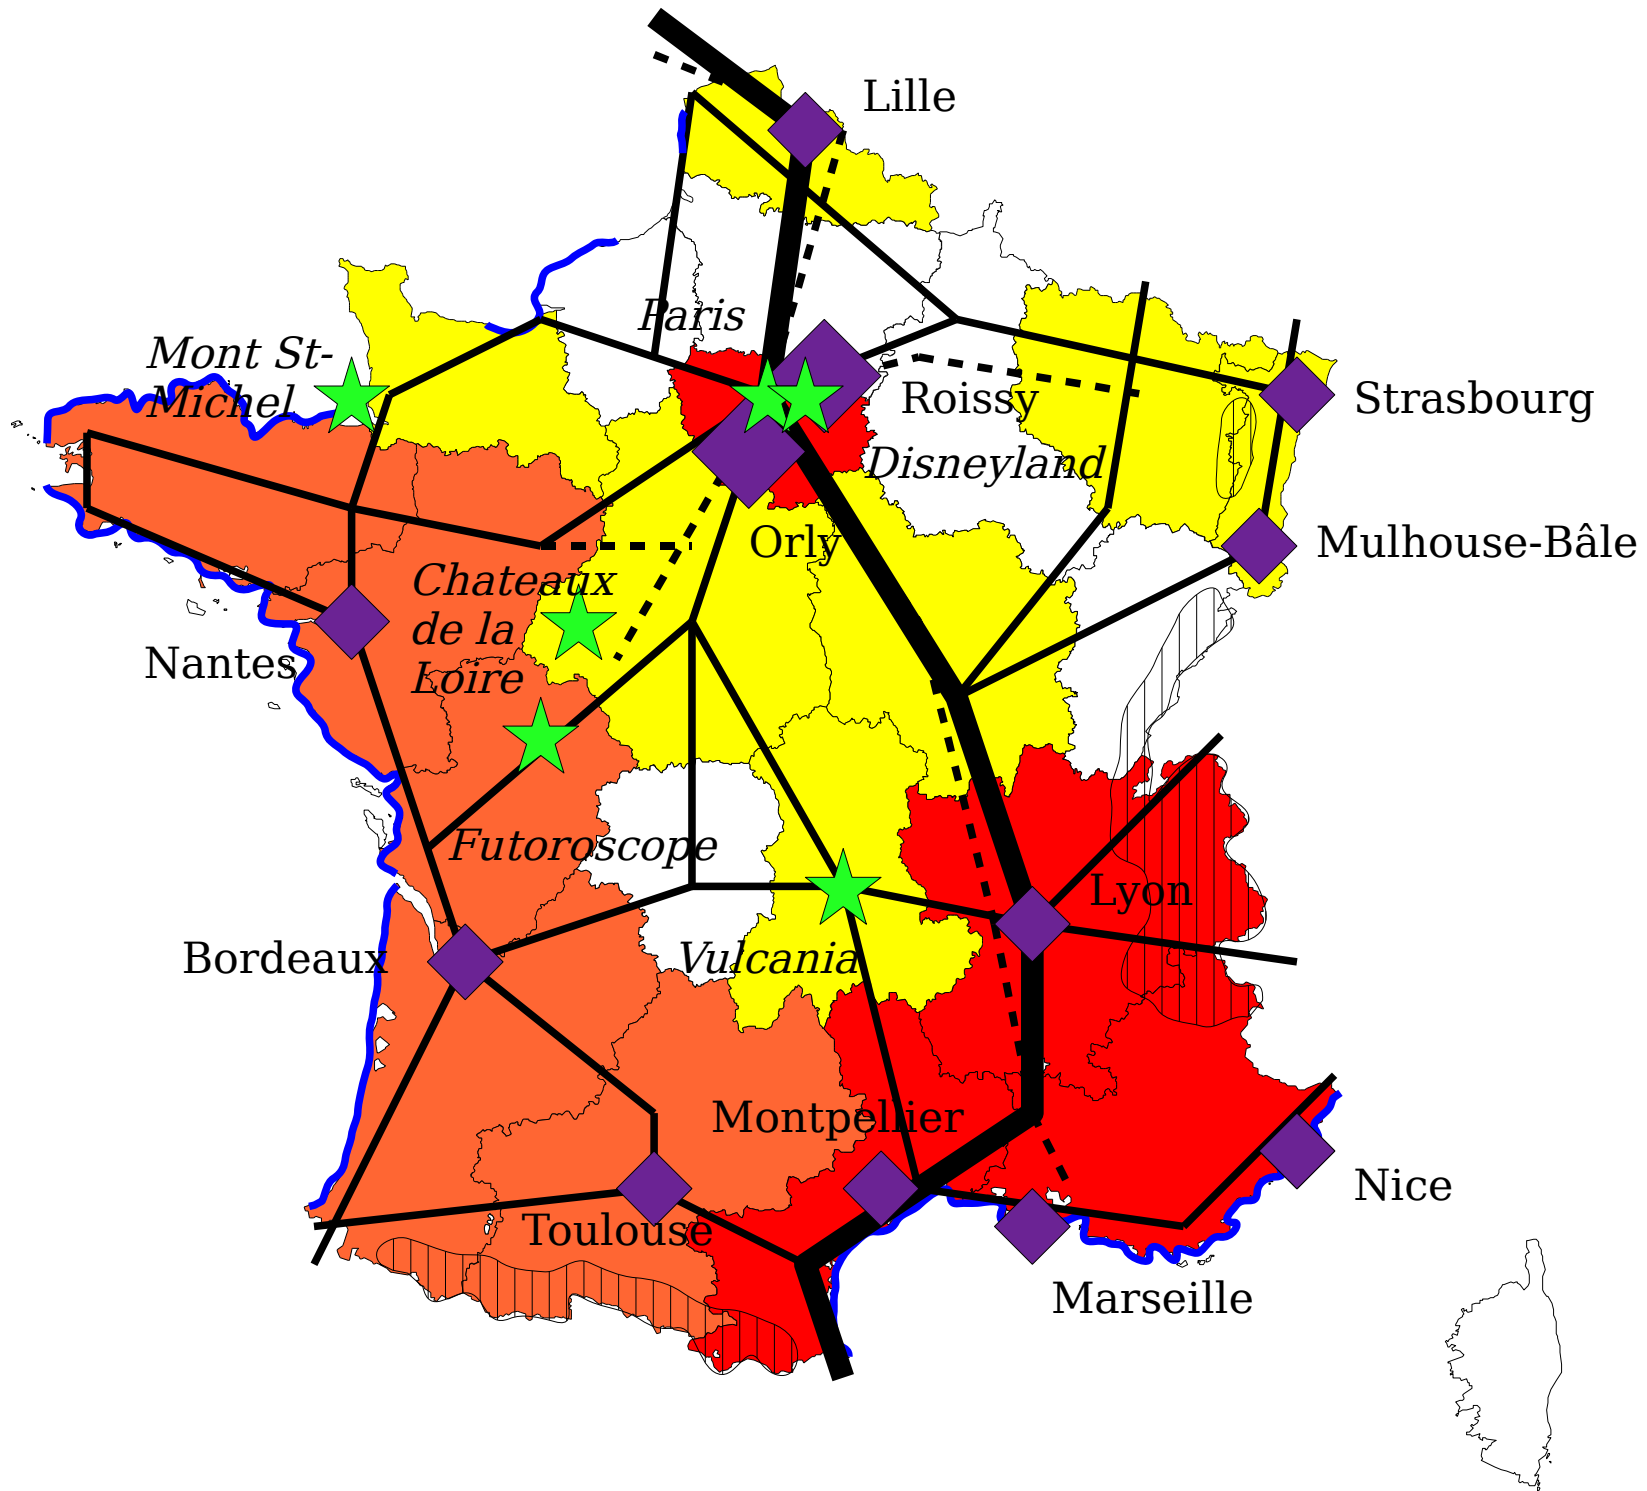 Lille
Paris
Mont St-
Michel
Roissy
Strasbourg
Disneyland
Orly
Mulhouse-Bâle
Chateaux
de la
Loire
Nantes
Futoroscope
Lyon
Bordeaux
Vulcania
Montpellier
Nice
Toulouse
Marseille